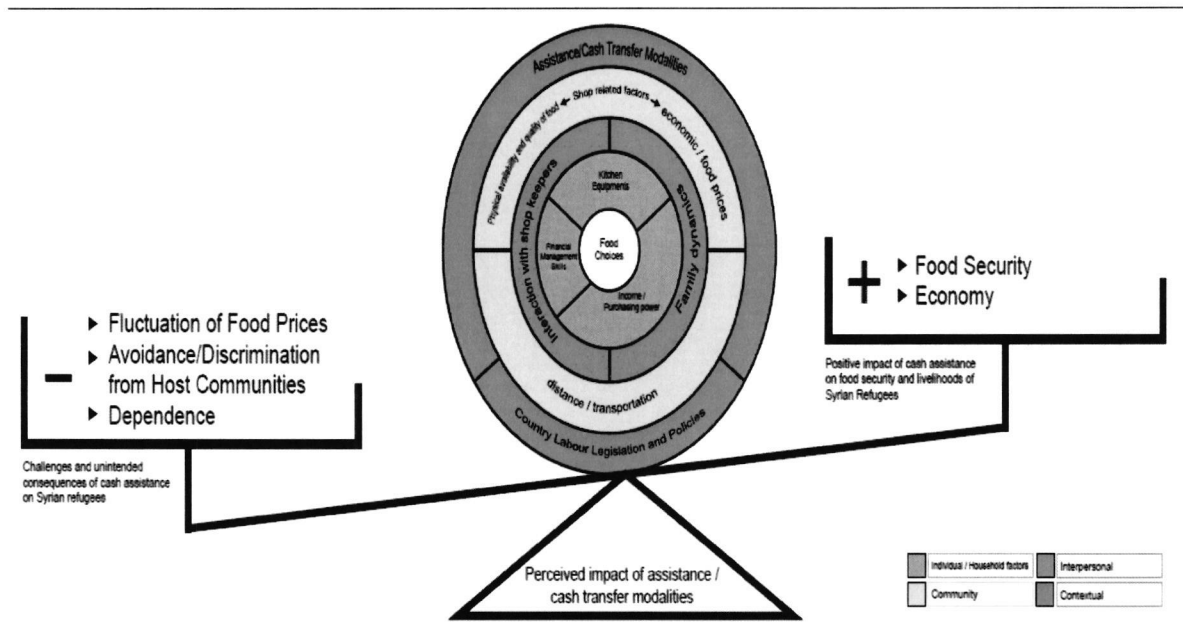 Assistance/Cash Transfer Modalities
Physical availability and quality of food ← Shop related factors → economic / food prices
Interaction with shop keepers
Family dynamics
Kitchen
Equipments
Financial
Management
Skills
Food
Choices
Income /
Purchasing power
distance / transportation
Country Labour Legislation and Policies
+
▶ Food Security
▶ Economy
Positive impact of cash assistance
on food security and livelihoods of
Syrian Refugees
−
▶ Fluctuation of Food Prices
▶ Avoidance/Discrimination
from Host Communities
▶ Dependence
Challenges and unintended
consequences of cash assistance
on Syrian refugees
Perceived impact of assistance /
cash transfer modalities
Individual / Household factors
Interpersonal
Community
Contextual